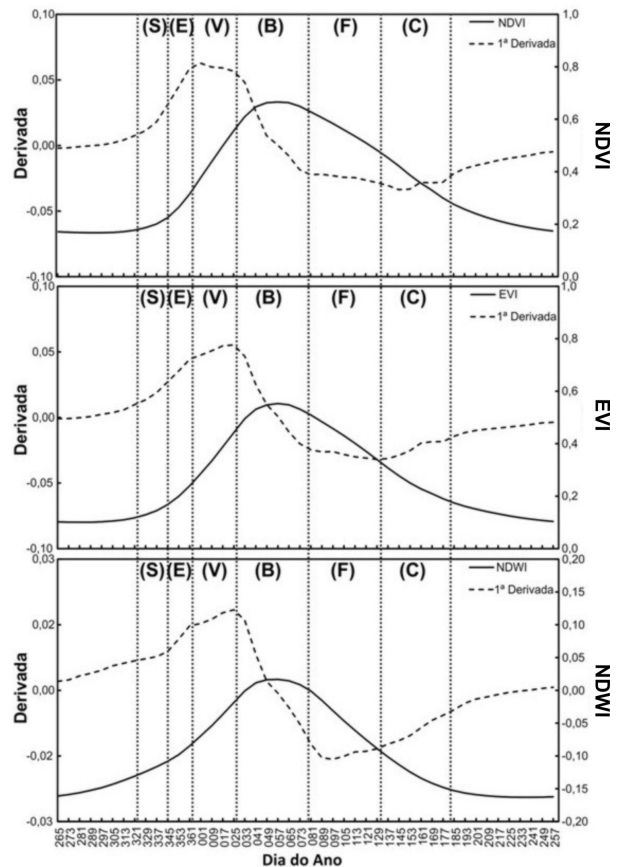 (S) (E) (V) (B) (F) (C)
NDVI
1ª Derivada
0,10
0,05
0,00
-0,05
-0,10
Derivada
1,0
0,8
0,6
0,4
0,2
0,0
NDVI
(S) (E) (V) (B) (F) (C)
EVI
1ª Derivada
0,10
0,05
0,00
-0,05
-0,10
Derivada
1,0
0,8
0,6
0,4
0,2
0,0
EVI
(S) (E) (V) (B) (F) (C)
NDWI
1ª Derivada
0,03
0,02
0,00
-0,02
-0,03
Derivada
0,20
0,15
0,10
0,05
0,00
-0,05
-0,10
-0,15
-0,20
NDWI
265 273 281 289 297 305 313 321 329 337 345 353 361 001 009 017 025 033 041 049 057 065 073 081 089 097 105 113 121 129 137 145 153 161 169 177 185 193 201 209 217 225 233 241 249 257
Dia do Ano